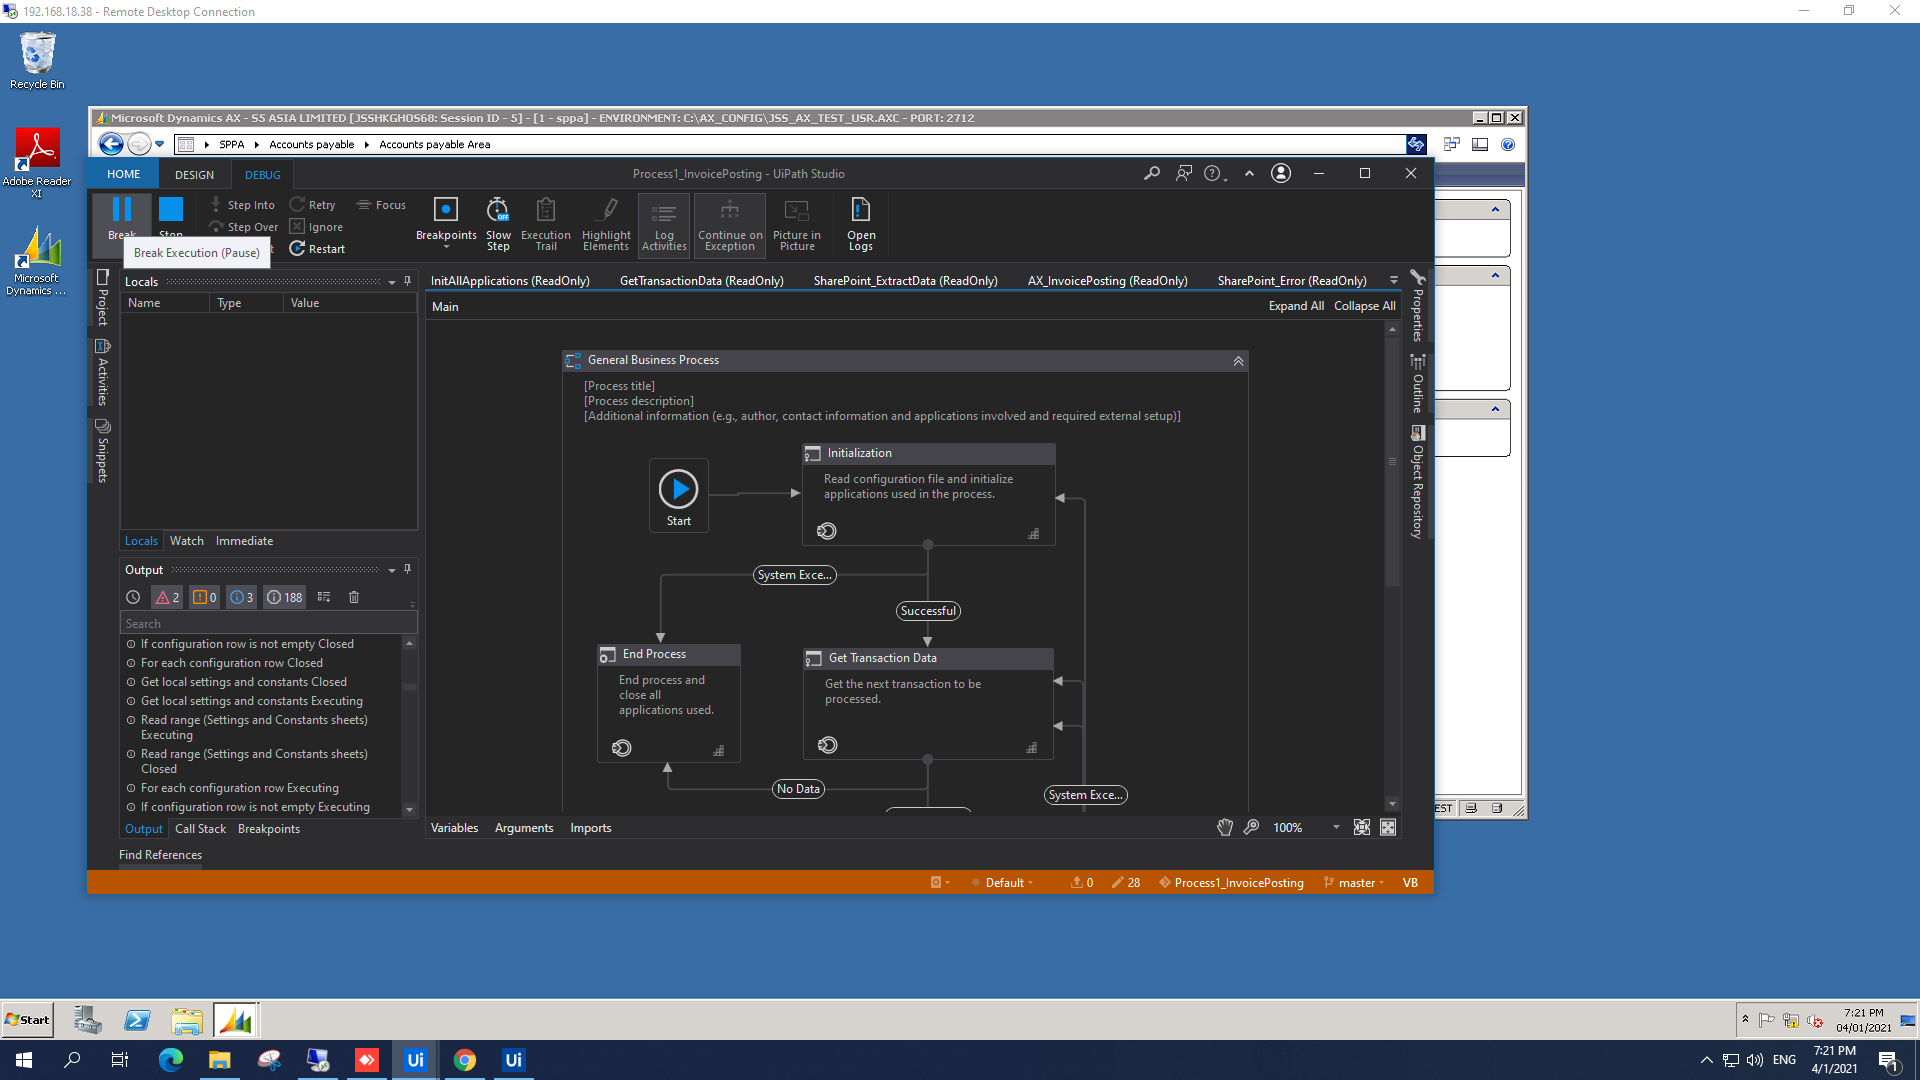 192.168.18.38 - Remote Desktop Connection
Recycle Bin
Adobe Reader
XI
Microsoft
Dynamics ...
Microsoft Dynamics AX - S5 ASIA LIMITED [JSSHKGHOS68: Session ID - 5] - [1 - sppa] - ENVIRONMENT: C:\AX_CONFIG\JSS_AX_TEST_USR.AXC - PORT: 2712
SPPA Accounts payable Accounts payable Area
HOME DESIGN DEBUG Process1_InvoicePosting - UiPath Studio
Break
Stop
Step Into
Step Over
Retry
Ignore
Restart
Focus
Breakpoints
Slow
Step
OFF
Execution
Trail
Highlight
Elements
Log
Activities
Continue on
Exception
Picture in
Picture
Open
Logs
Break Execution (Pause)
Project
Activities
Snippets
Locals
Name Type Value
Locals Watch Immediate
Output
2 0 3 188
Search
If configuration row is not empty Closed
For each configuration row Closed
Get local settings and constants Closed
Get local settings and constants Executing
Read range (Settings and Constants sheets)
Executing
Read range (Settings and Constants sheets)
Closed
For each configuration row Executing
If configuration row is not empty Executing
Output Call Stack Breakpoints
Find References
InitAllApplications (ReadOnly) GetTransactionData (ReadOnly) SharePoint_ExtractData (ReadOnly) AX_InvoicePosting (ReadOnly) SharePoint_Error (ReadOnly)
Main Expand All Collapse All
General Business Process
[Process title]
[Process description]
[Additional information (e.g., author, contact information and applications involved and required external setup)]
Start
Initialization
Read configuration file and initialize
applications used in the process.
System Exce...
Successful
End Process
End process and
close all
applications used.
Get Transaction Data
Get the next transaction to be
processed.
No Data
System Exce...
Variables Arguments Imports 100%
Properties
Outline
Object Repository
EST
Default 0 28 Process1_InvoicePosting master VB
Start
7:21 PM
04/01/2021
Ui
Ui
ENG
7:21 PM
4/1/2021
1